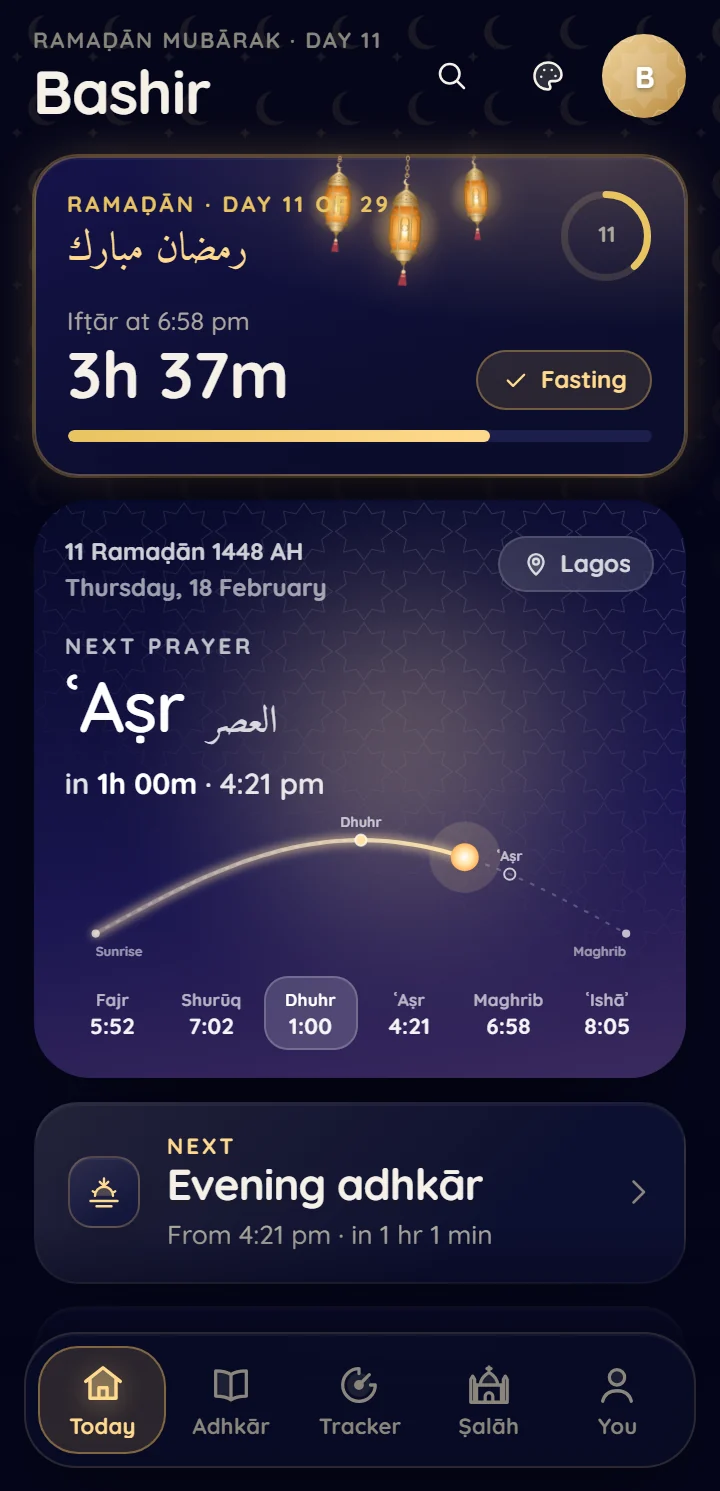 RAMAḌĀN MUBĀRAK · DAY 11
Bashir
B
RAMAḌĀN · DAY 11 OF 29
رمضان مبارك
11
Ifṭār at 6:58 pm
3h 37m
Fasting
11 Ramaḍān 1448 AH
Thursday, 18 February
Lagos
NEXT PRAYER
ʿAṣr العصر
in 1h 00m · 4:21 pm
Dhuhr
ʿAṣr
Sunrise
Maghrib
Fajr Shurūq Dhuhr ʿAṣr Maghrib ʿIshāʾ
5:52 7:02 1:00 4:21 6:58 8:05
NEXT
Evening adhkār
From 4:21 pm · in 1 hr 1 min
Today Adhkār Tracker Ṣalāh You